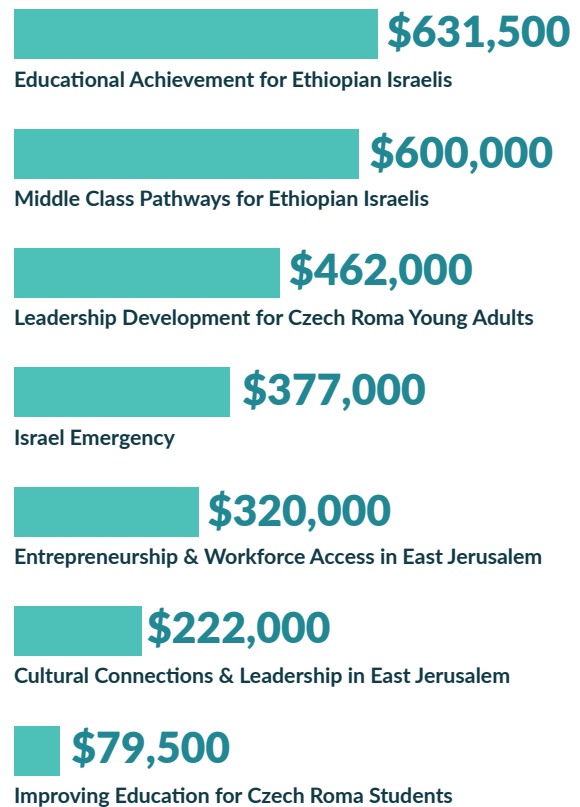 $631,500
Educational Achievement for Ethiopian Israelis
$600,000
Middle Class Pathways for Ethiopian Israelis
$462,000
Leadership Development for Czech Roma Young Adults
$377,000
Israel Emergency
$320,000
Entrepreneurship & Workforce Access in East Jerusalem
$222,000
Cultural Connections & Leadership in East Jerusalem
$79,500
Improving Education for Czech Roma Students